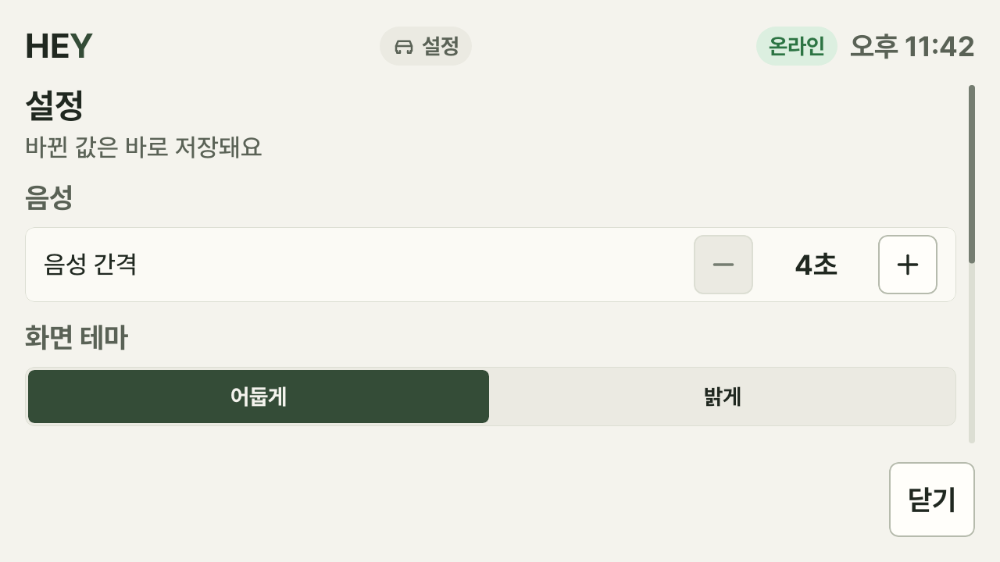 HEY
설정
온라인
오후 11:42
설정
바뀐 값은 바로 저장돼요
음성
음성 간격
4초
화면 테마
어둡게
밝게
닫기